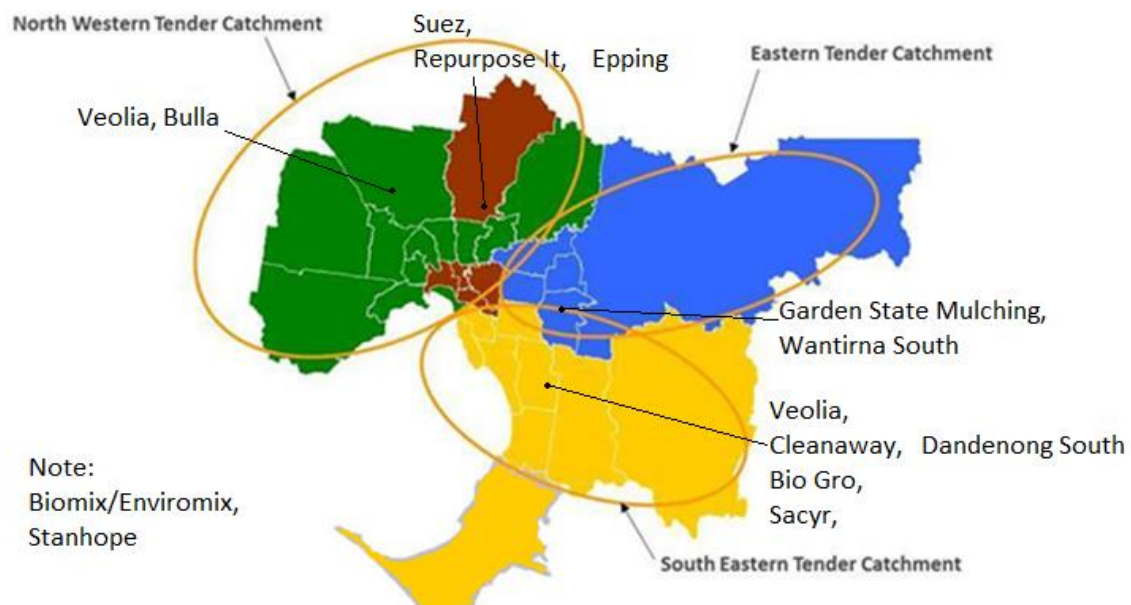 North Western Tender Catchment
Suez,
Repurpose It, Epping
Eastern Tender Catchment
Veolia, Bulla
Garden State Mulching,
Wantirna South
Veolia,
Cleanaway, Dandenong South
Bio Gro,
Sacyr,
Note:
Biomix/Enviromix,
Stanhope
South Eastern Tender Catchment